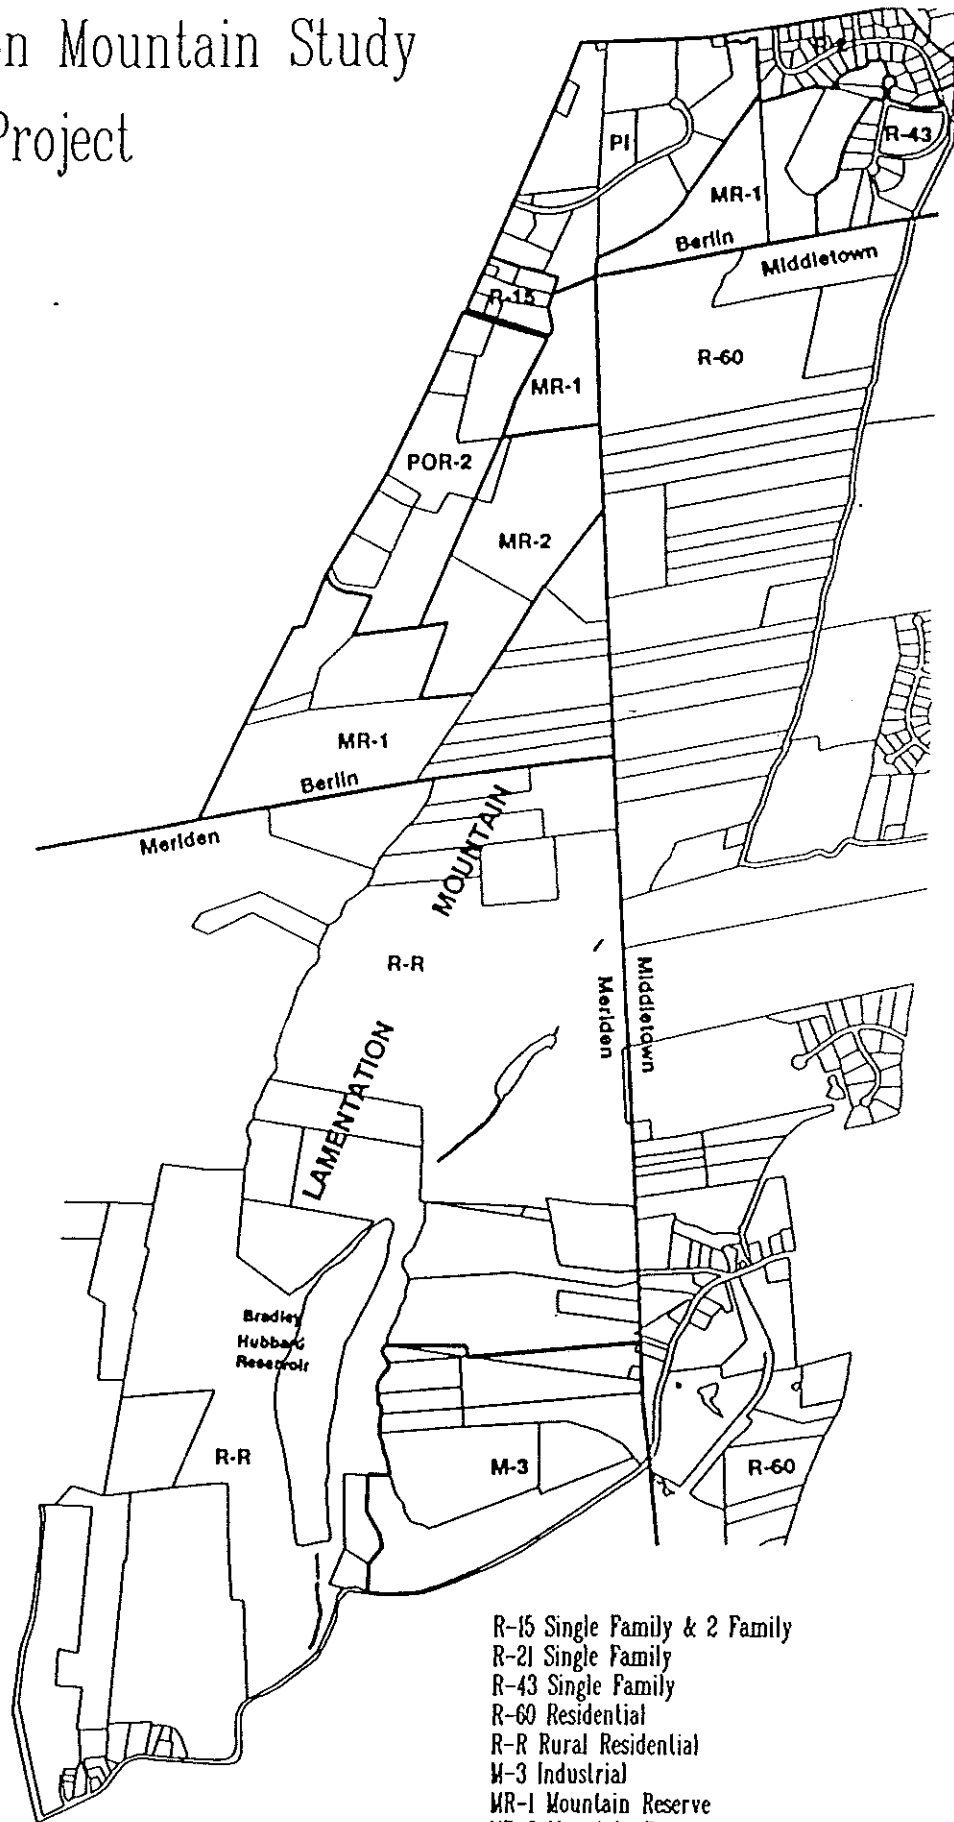 n Mountain Study
Project
PI
R-43
MR-1
Berlin
Middletown
R-15
R-60
MR-1
POR-2
MR-2
MR-1
Berlin
Meriden
MOUNTAIN
R-R
Meriden
Middletown
LAMENTATION
Bradley
Hubbard
Reservoir
R-R
M-3
R-60
R-15 Single Family & 2 Family
R-21 Single Family
R-43 Single Family
R-60 Residential
R-R Rural Residential
M-3 Industrial
MR-1 Mountain Reserve